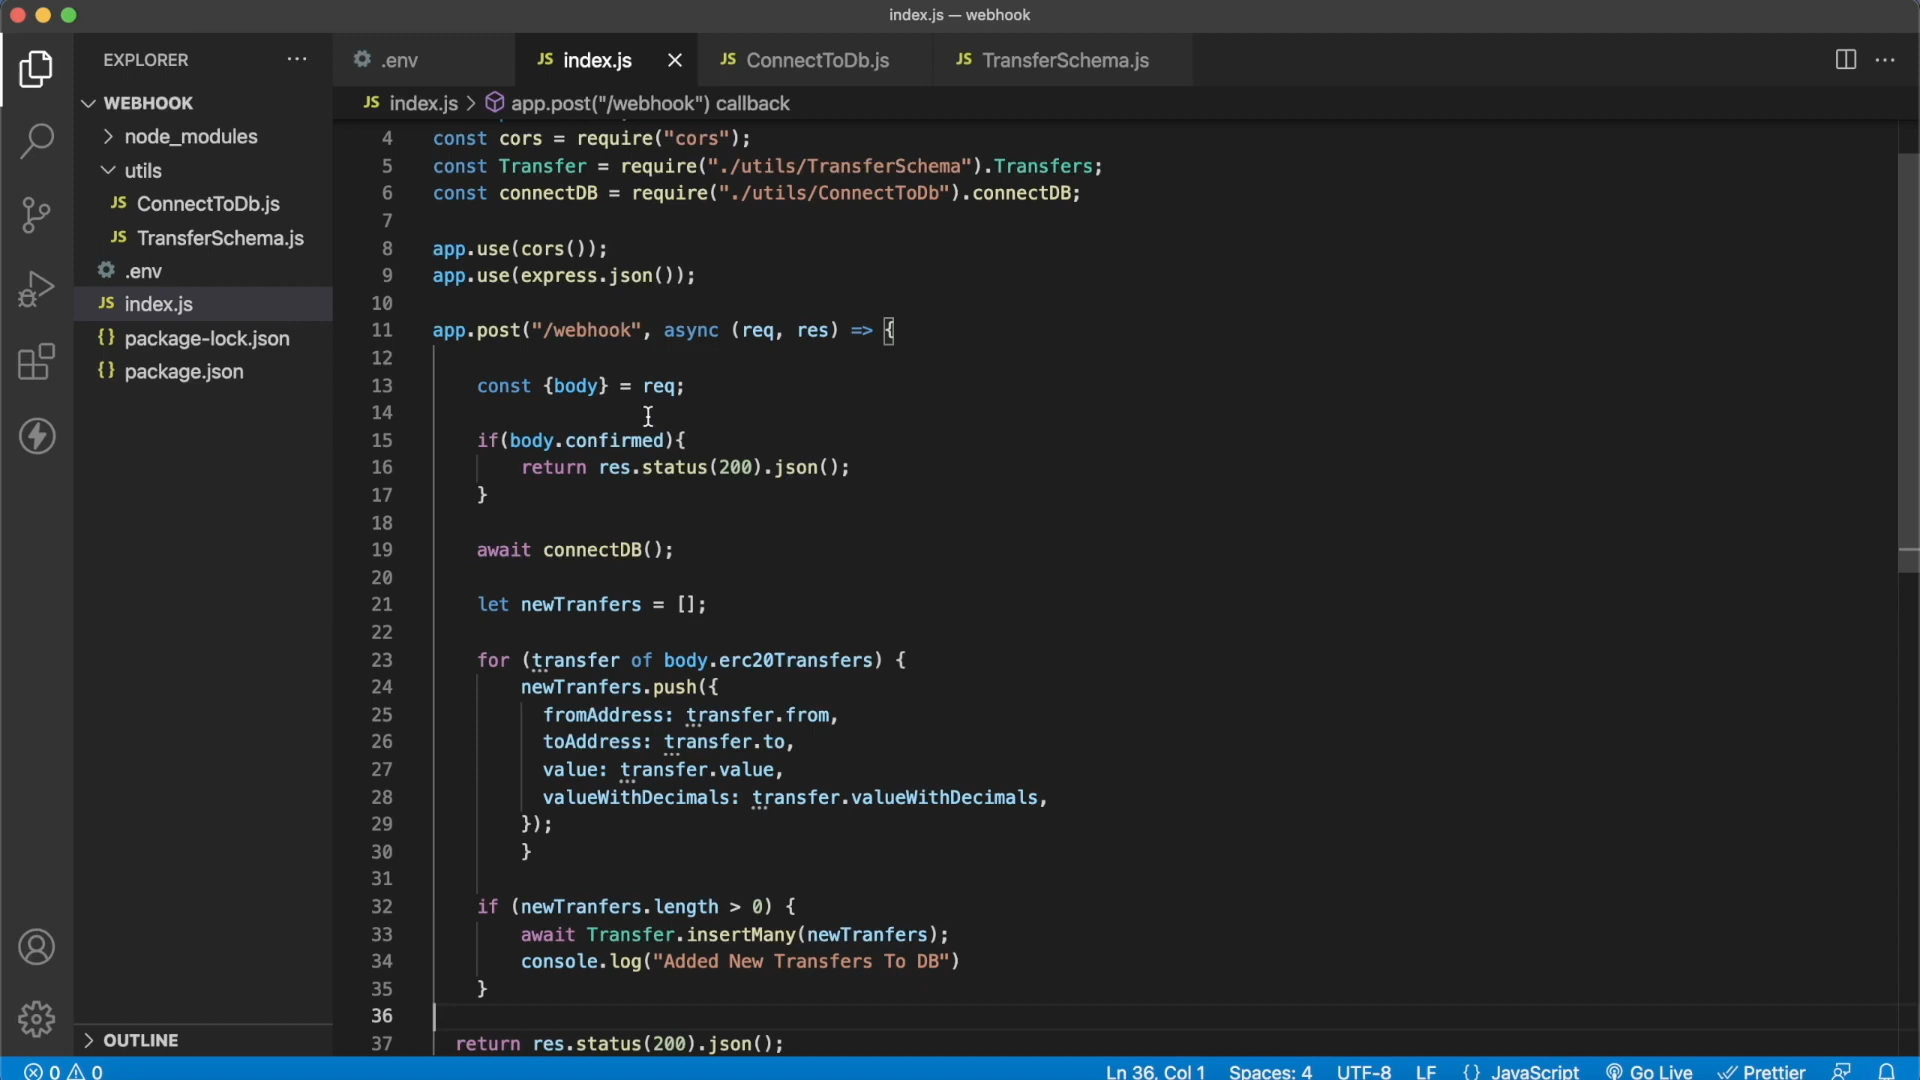 index.js — webhook
EXPLORER
.env
JS index.js
JS ConnectToDb.js
JS TransferSchema.js
WEBHOOK
JS index.js > app.post("/webhook") callback
node_modules
utils
JS ConnectToDb.js
JS TransferSchema.js
.env
JS index.js
{} package-lock.json
{} package.json
OUTLINE
4 const cors = require("cors");
5 const Transfer = require("./utils/TransferSchema").Transfers;
6 const connectDB = require("./utils/ConnectToDb").connectDB;
7
8 app.use(cors());
9 app.use(express.json());
10
11 app.post("/webhook", async (req, res) => {
12
13 const {body} = req;
14
15 if(body.confirmed){
16 return res.status(200).json();
17 }
18
19 await connectDB();
20
21 let newTranfers = [];
22
23 for (transfer of body.erc20Transfers) {
24 newTranfers.push({
25 fromAddress: transfer.from,
26 toAddress: transfer.to,
27 value: transfer.value,
28 valueWithDecimals: transfer.valueWithDecimals,
29 });
30 }
31
32 if (newTranfers.length > 0) {
33 await Transfer.insertMany(newTranfers);
34 console.log("Added New Transfers To DB")
35 }
36
37 return res.status(200).json();
0 0 Ln 36, Col 1 Spaces: 4 UTF-8 LF {} JavaScript Go Live Prettier